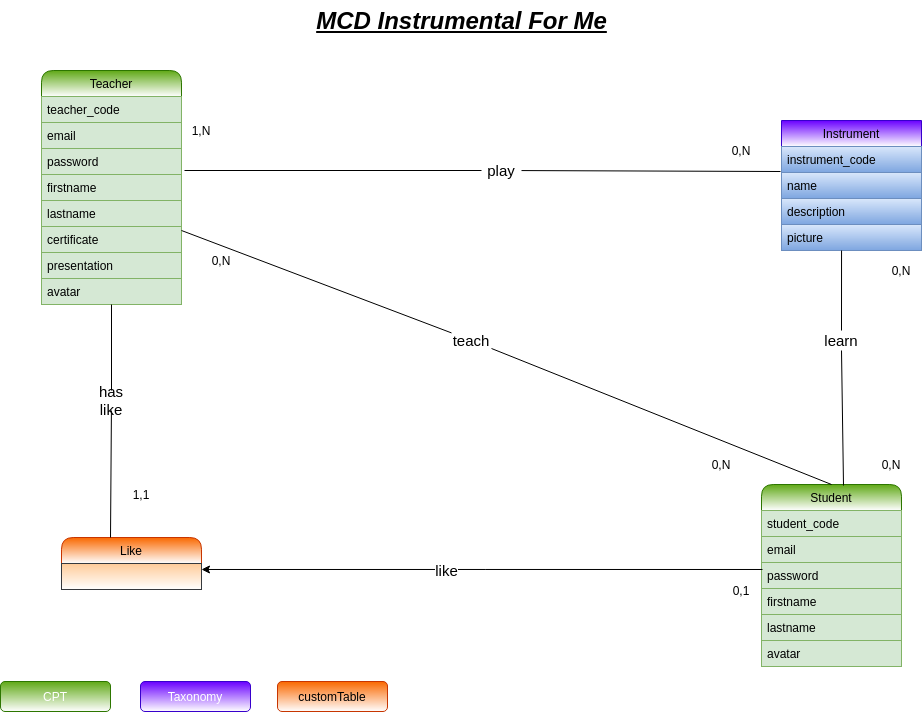 MCD Instrumental For Me
Teacher
teacher_code
email
password
firstname
lastname
certificate
presentation
avatar
1,N
play
0,N
Instrument
instrument_code
name
description
picture
0,N
teach
0,N
0,N
learn
0,N
has
like
1,1
Like
like
0,1
Student
student_code
email
password
firstname
lastname
avatar
CPT
Taxonomy
customTable